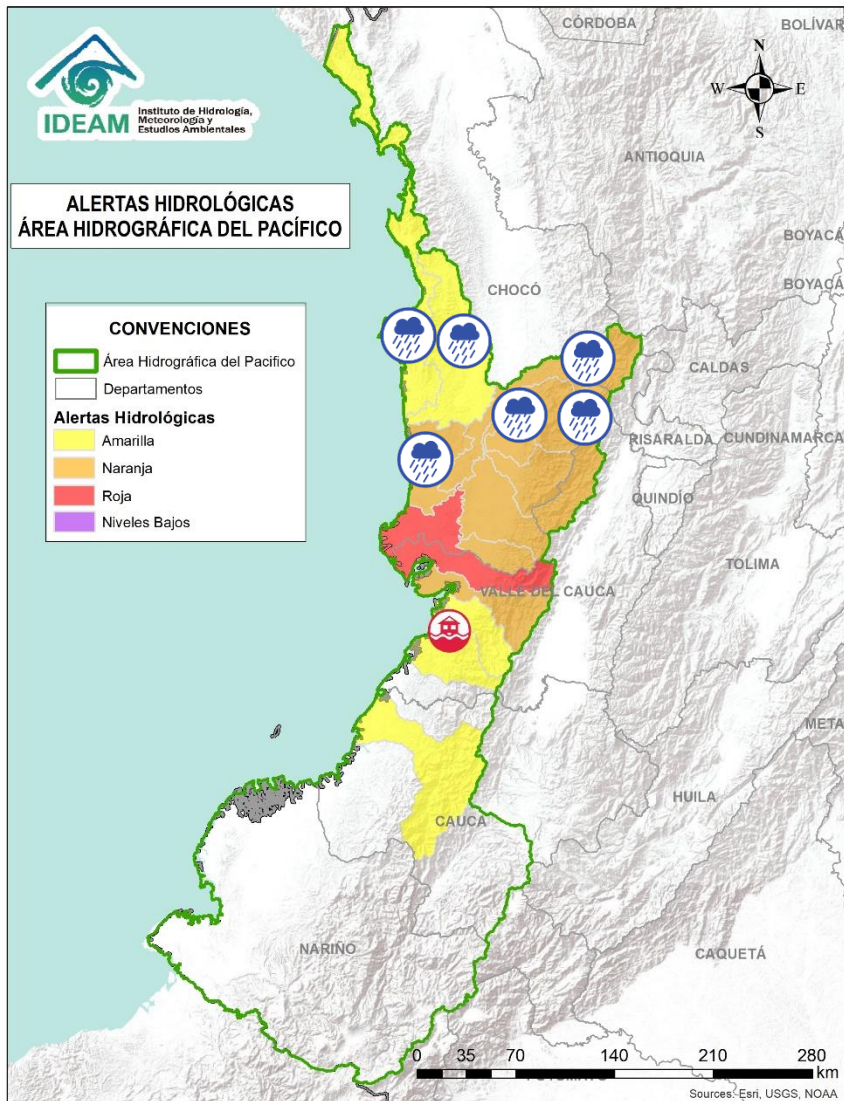 CÓRDOBA
BOLÍVAR
IDEAM
Instituto de Hidrología,
Meteorología y
Estudios Ambientales
N
W
E
S
ANTIOQUIA
ALERTAS HIDROLÓGICAS
ÁREA HIDROGRÁFICA DEL PACÍFICO
BOYACÁ
BOYACÁ
CHOCÓ
CONVENCIONES
Área Hidrográfica del Pacifico
Departamentos
Alertas Hidrológicas
Amarilla
Naranja
Roja
Niveles Bajos
CALDAS
RISARALDA
CUNDINAMARCA
QUINDÍO
TOLIMA
VALLE DEL CAUCA
META
HUILA
CAUCA
NARIÑO
CAQUETÁ
0 35 70 140 210 280
km
Sources: Esri, USGS, NOAA